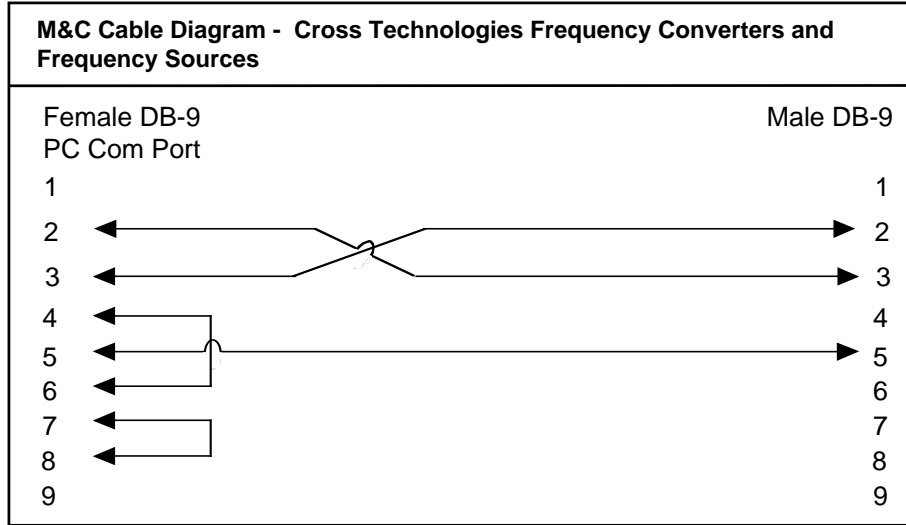 M&C Cable Diagram - Cross Technologies Frequency Converters and
Frequency Sources
Female DB-9 Male DB-9
PC Com Port
1 1
2 2
3 3
4 4
5 5
6 6
7 7
8 8
9 9